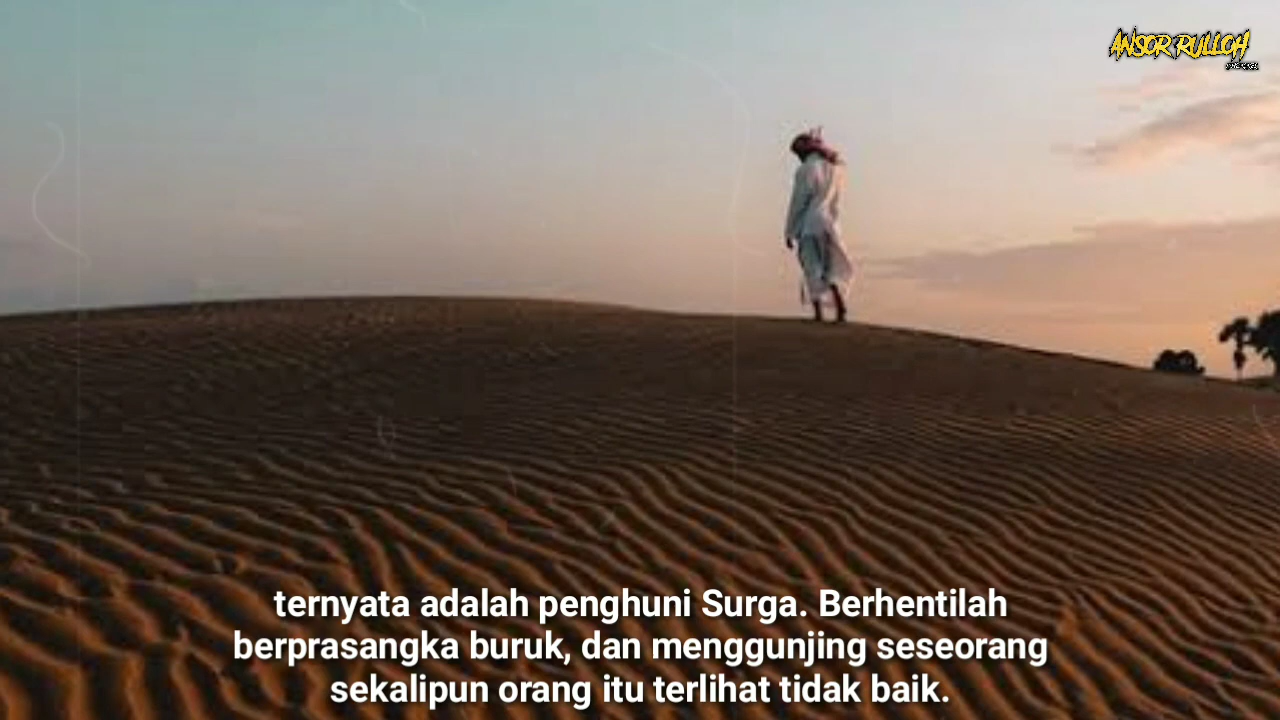 ANSOR RULLOH
ternyata adalah penghuni Surga. Berhentilah
berprasangka buruk, dan menggunjing seseorang
sekalipun orang itu terlihat tidak baik.